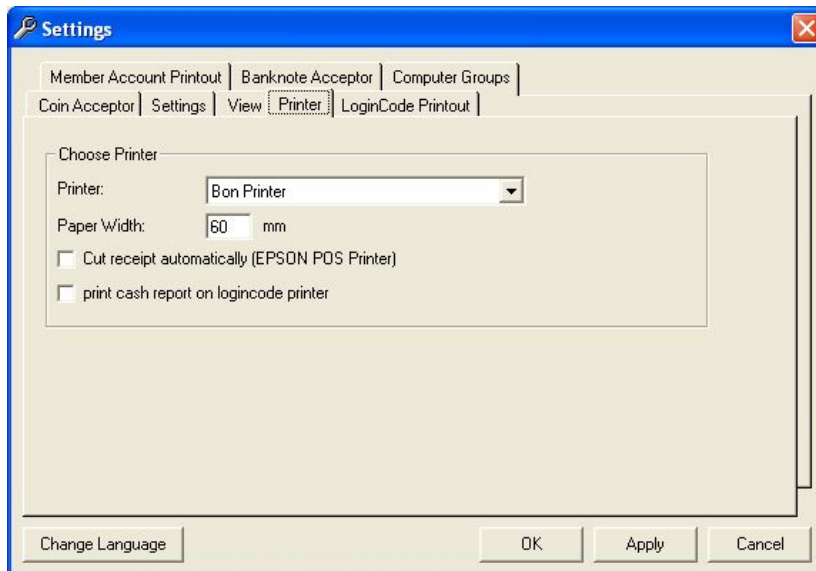 Settings
Member Account Printout Banknote Acceptor Computer Groups
Coin Acceptor Settings View Printer LoginCode Printout
Choose Printer
Printer: Bon Printer
Paper Width: 60 mm
Cut receipt automatically (EPSON POS Printer)
print cash report on logincode printer
Change Language OK Apply Cancel